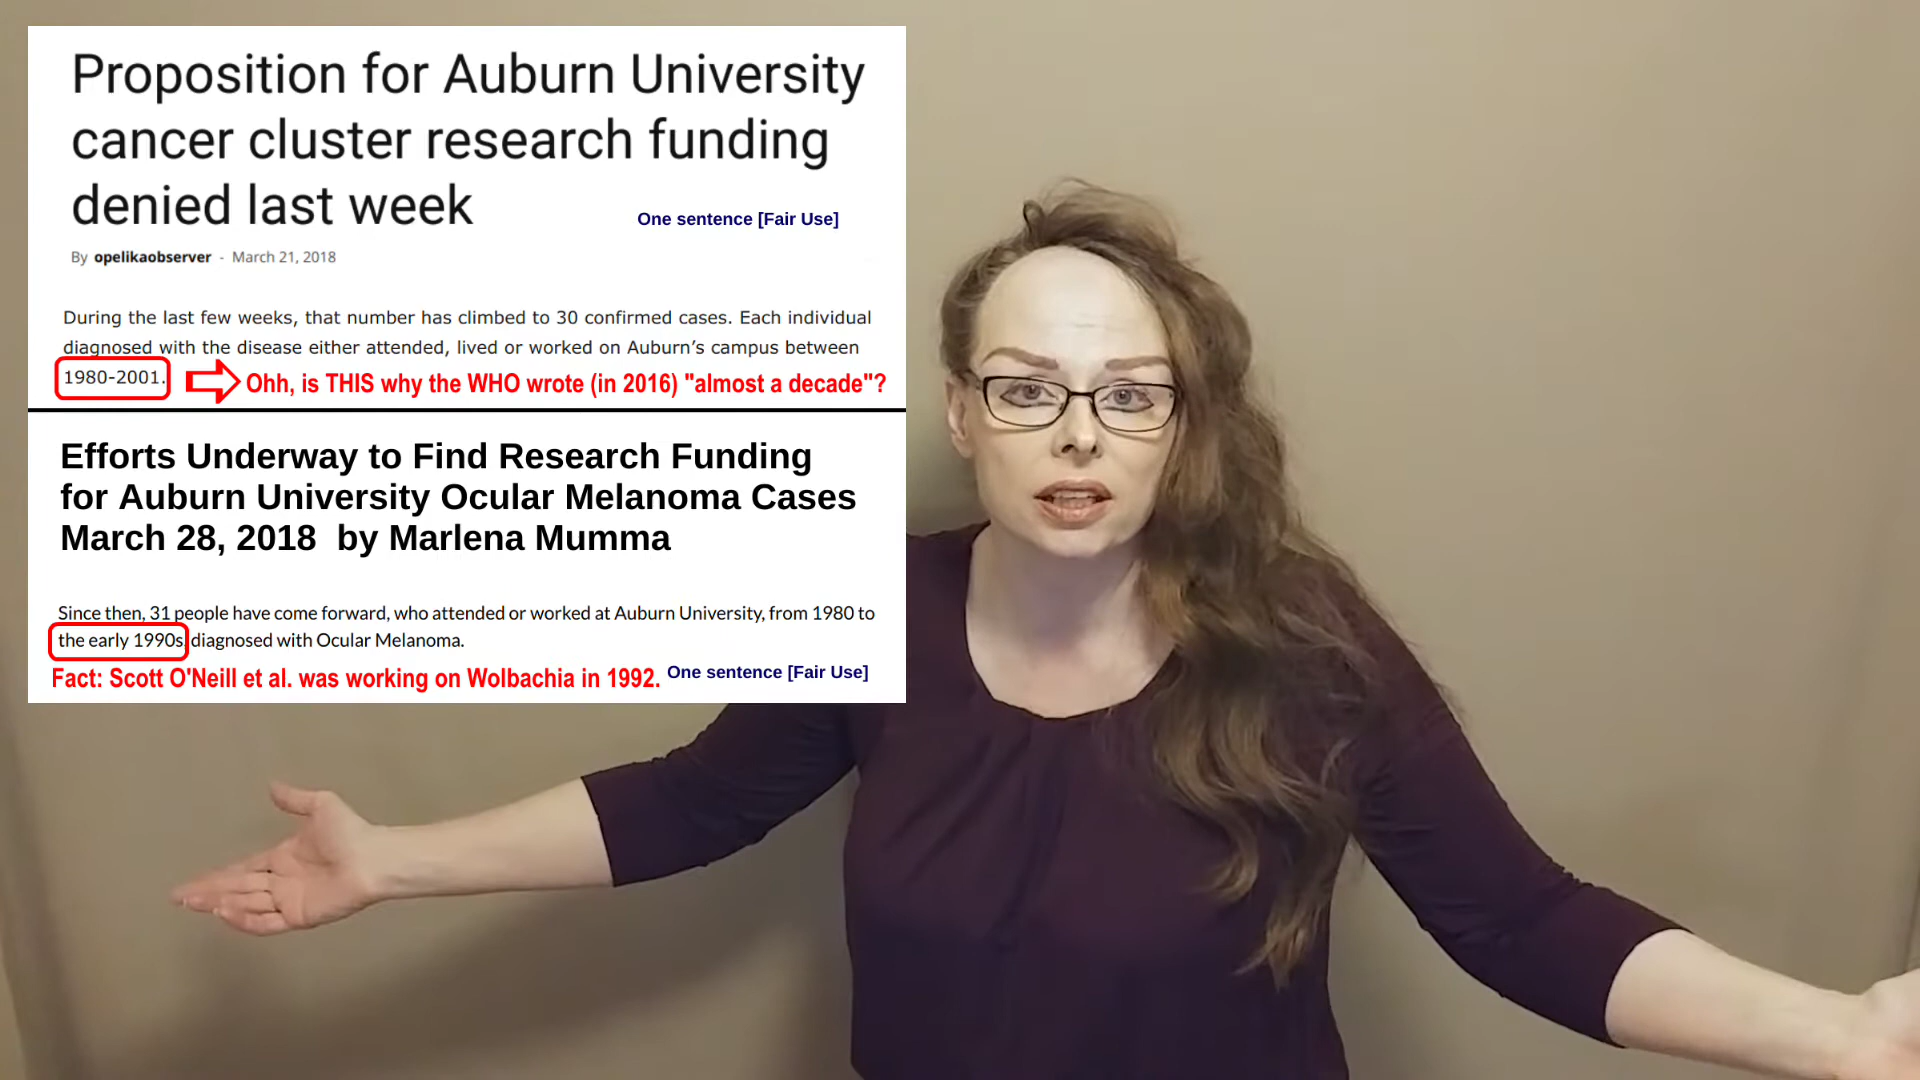 Proposition for Auburn University
cancer cluster research funding
denied last week
One sentence [Fair Use]
By opelikaobserver - March 21, 2018
During the last few weeks, that number has climbed to 30 confirmed cases. Each individual
diagnosed with the disease either attended, lived or worked on Auburn’s campus between
1980-2001.
Ohh, is THIS why the WHO wrote (in 2016) "almost a decade"?
Efforts Underway to Find Research Funding
for Auburn University Ocular Melanoma Cases
March 28, 2018 by Marlena Mumma
Since then, 31 people have come forward, who attended or worked at Auburn University, from 1980 to
the early 1990s, diagnosed with Ocular Melanoma.
Fact: Scott O'Neill et al. was working on Wolbachia in 1992.
One sentence [Fair Use]